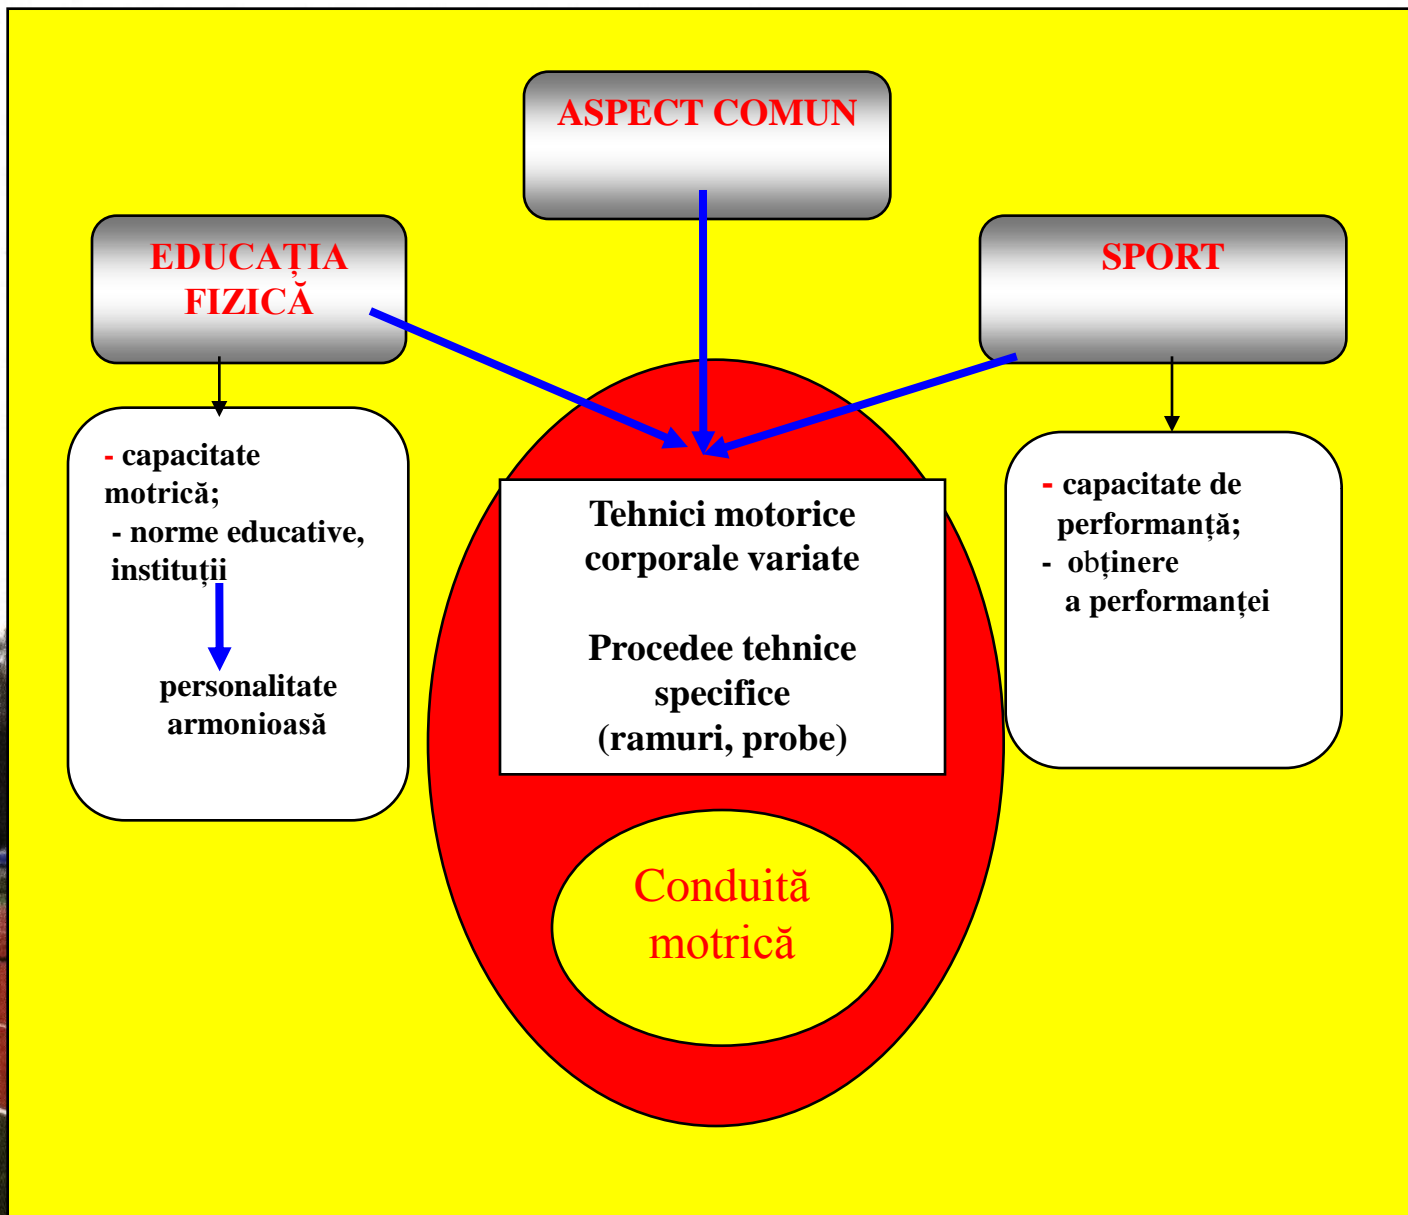 ASPECT COMUN
EDUCAȚIA
FIZICĂ
SPORT
- capacitate
motrică;
- norme educative,
instituții
personalitate
armonioasă
Tehnici motorice
corporale variate
Procedee tehnice
specifice
(ramuri, probe)
- capacitate de
performanță;
- obținere
a performanței
Conduită
motrică